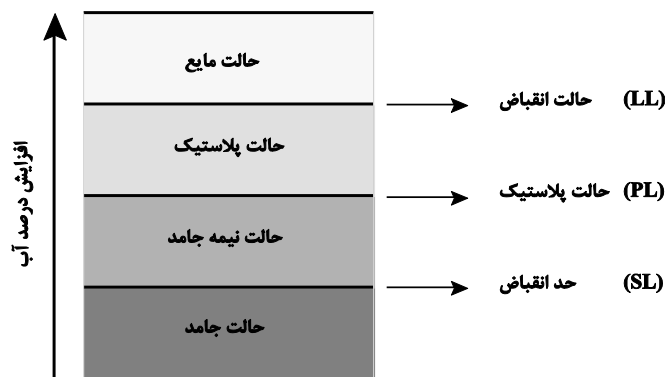 حالت مایع
حالت انقباض (LL)
حالت پلاستیک
حالت پلاستیک (PL)
حالت نیمه جامد
حد انقباض (SL)
حالت جامد
افزایش درصد آب